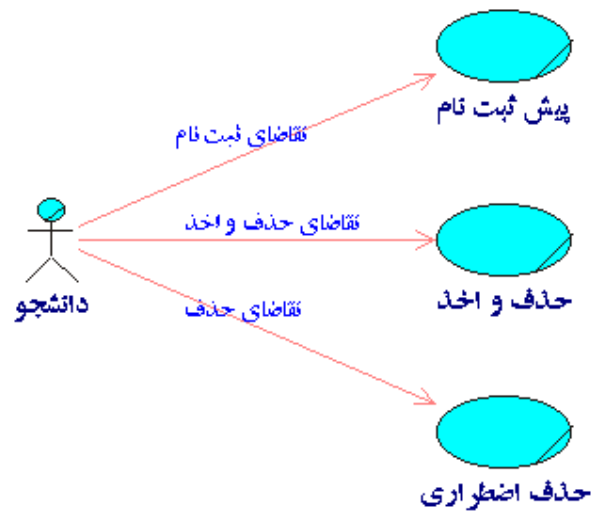 پیش ثبت نام
تقاضای ثبت نام
تقاضای حذف و اخذ
دانشجو
حذف و اخذ
تقاضای حذف
حذف اضطراری